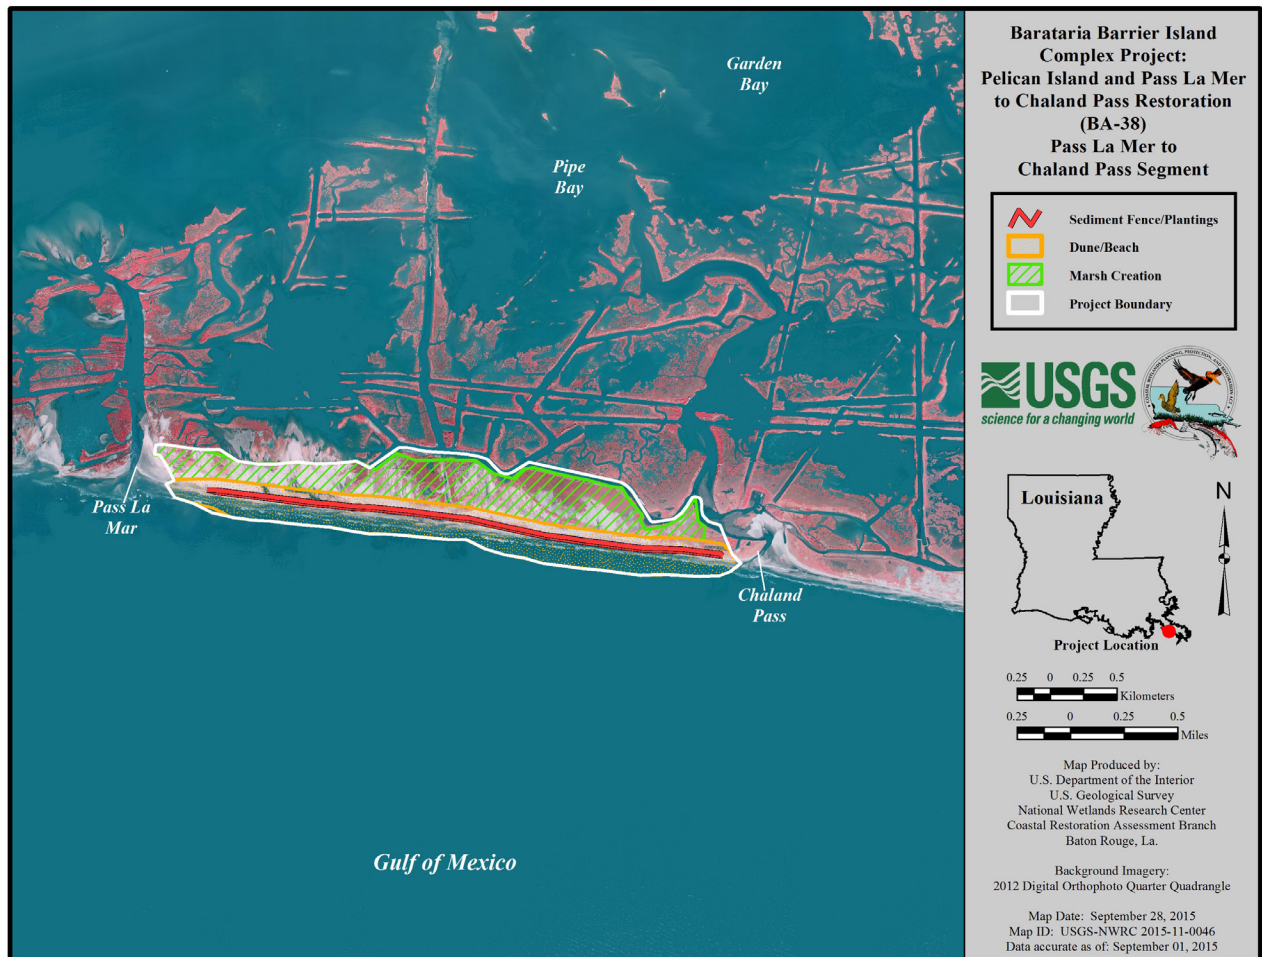 Garden
Bay
Pipe
Bay
Pass La
Mar
Chaland
Pass
Gulf of Mexico
Barataria Barrier Island
Complex Project:
Pelican Island and Pass La Mer
to Chaland Pass Restoration
(BA-38)
Pass La Mer to
Chaland Pass Segment
Sediment Fence/Plantings
Dune/Beach
Marsh Creation
Project Boundary
USGS
science for a changing world
Louisiana
N
Project Location
0.25 0 0.25 0.5
Kilometers
0.25 0 0.25 0.5
Miles
Map Produced by:
U.S. Department of the Interior
U.S. Geological Survey
National Wetlands Research Center
Coastal Restoration Assessment Branch
Baton Rouge, La.
Background Imagery:
2012 Digital Orthophoto Quarter Quadrangle
Map Date: September 28, 2015
Map ID: USGS-NWRC 2015-11-0046
Data accurate as of: September 01, 2015